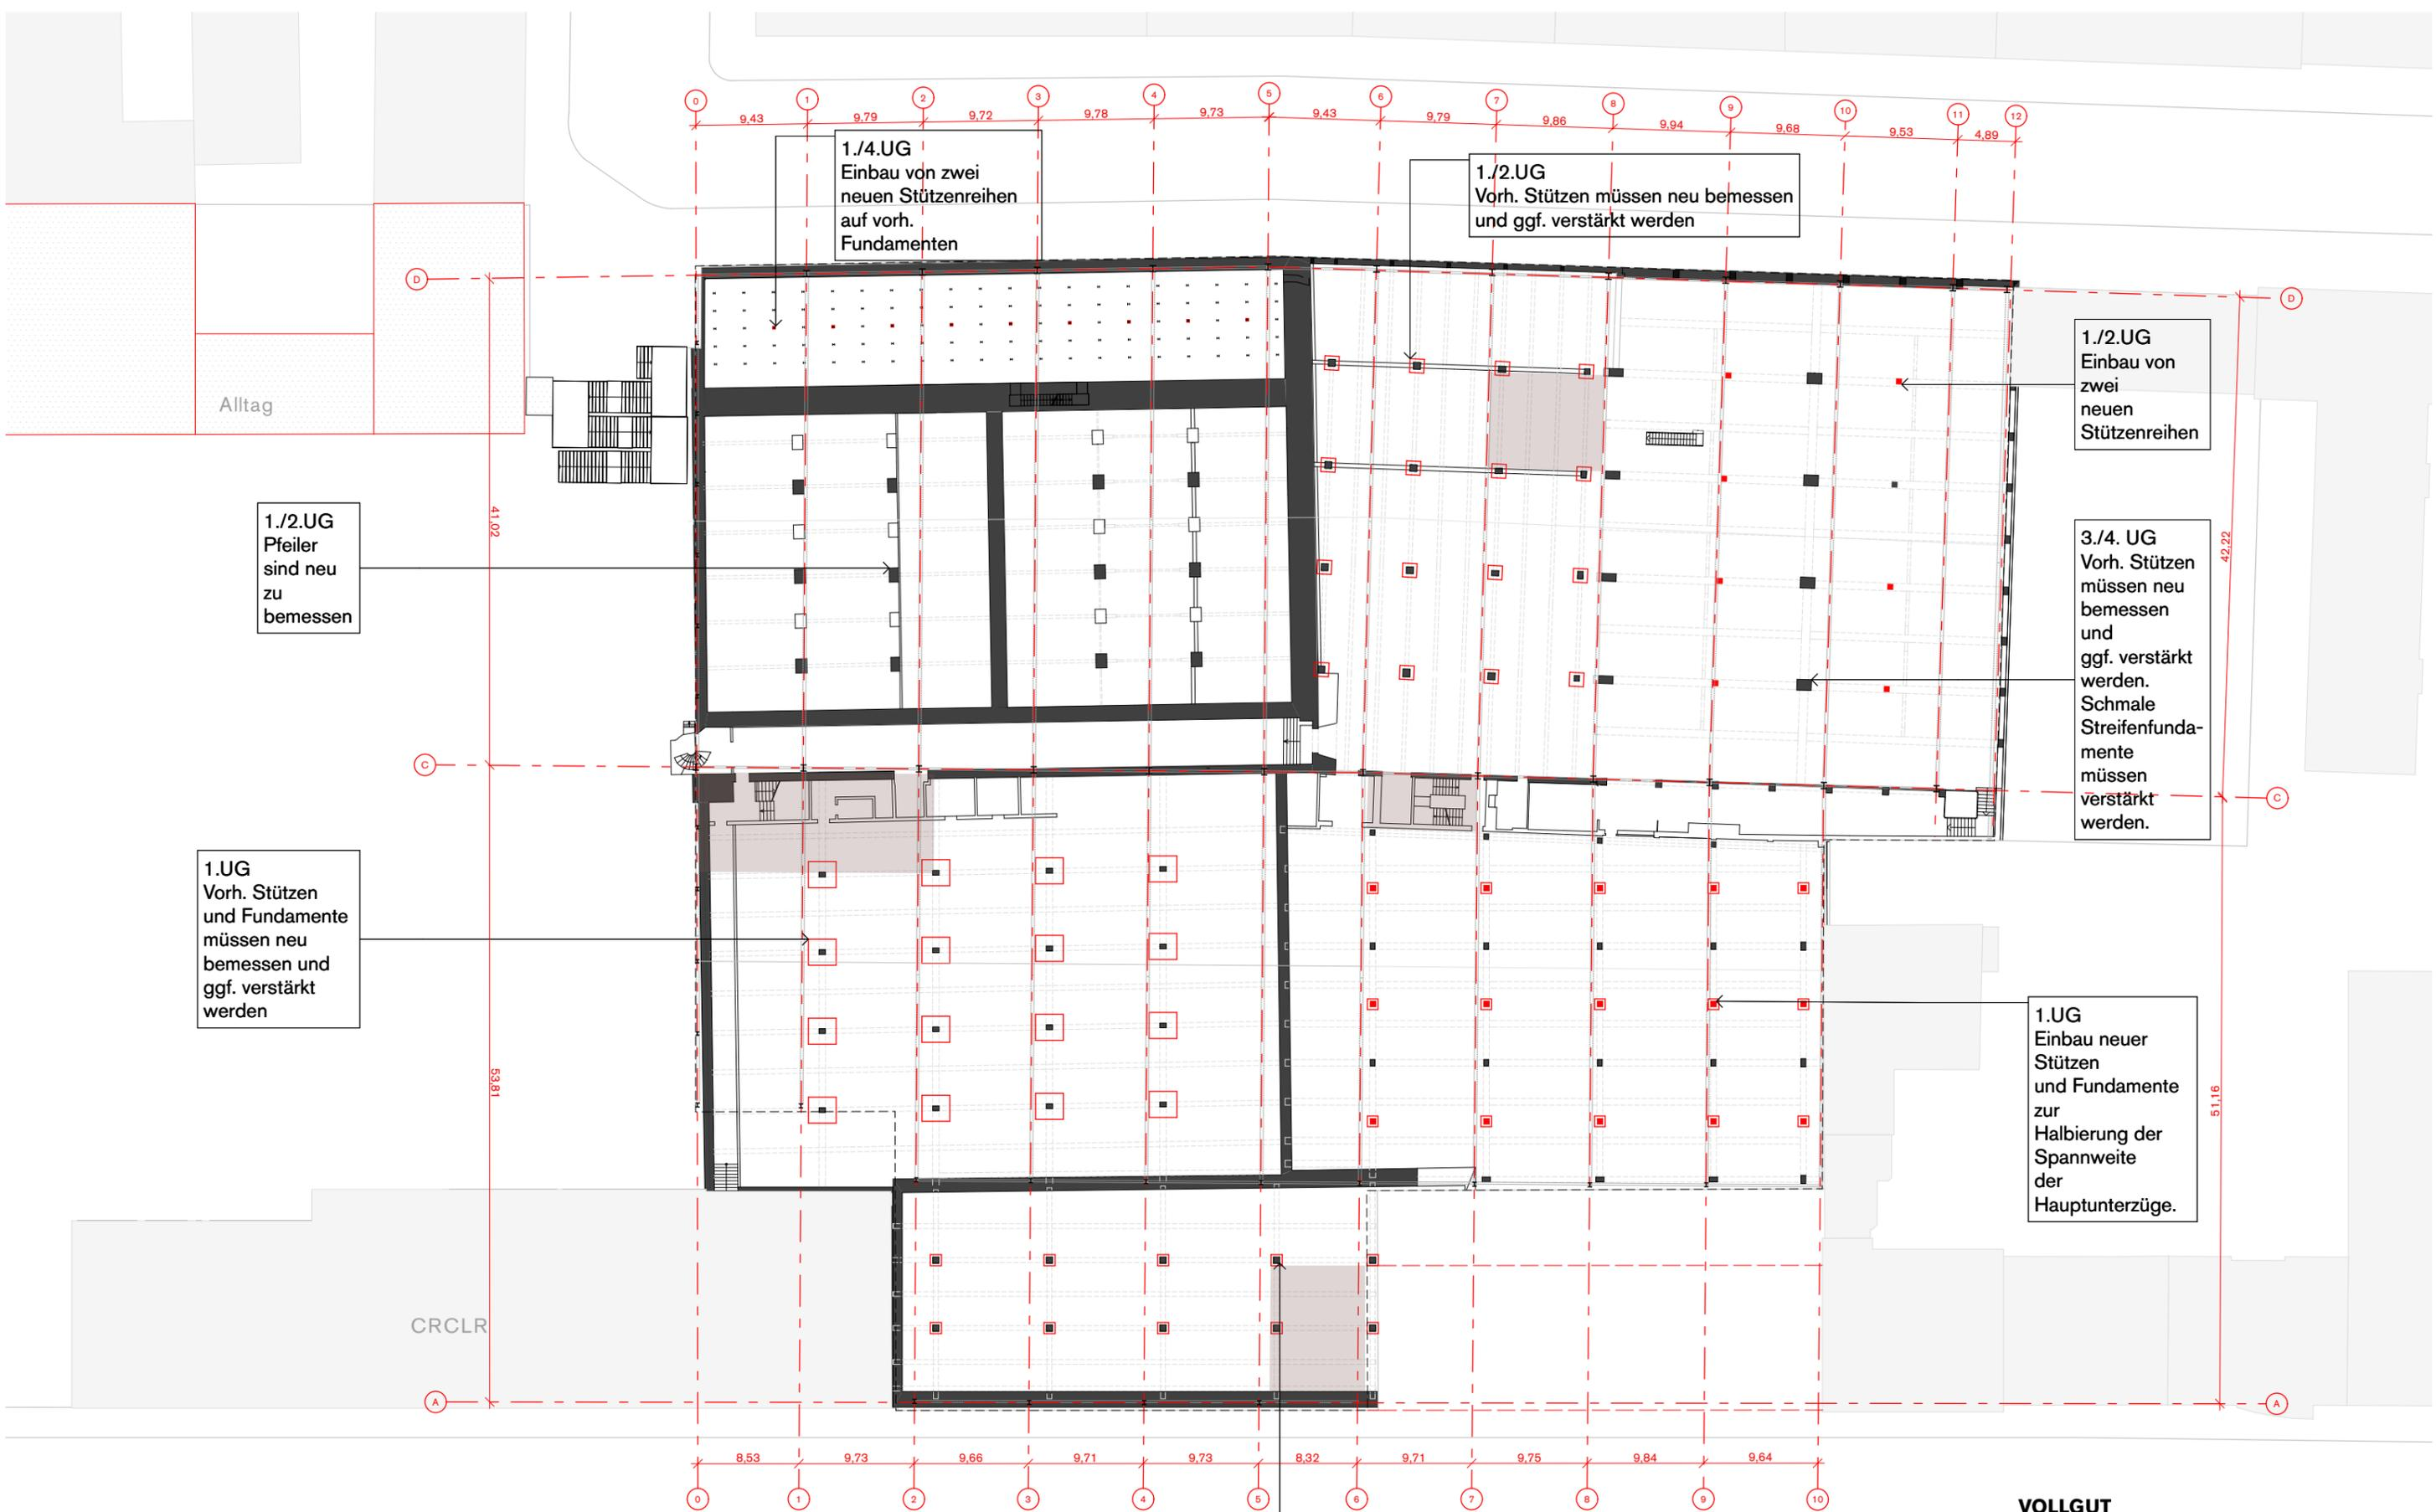 0
1
2
3
4
5
6
7
8
9
10
11
12
9,43
9,79
9,72
9,78
9,73
9,43
9,79
9,86
9,94
9,68
9,53
4,89
1./4.UG
Einbau von zwei
neuen Stützenreihen
auf vorh.
Fundamenten
1./2.UG
Vorh. Stützen müssen neu bemessen
und ggf. verstärkt werden
D
D
1./2.UG
Einbau von
zwei
neuen
Stützenreihen
Alltag
1./2.UG
Pfeiler
sind neu
zu
bemessen
41,02
42,22
3./4. UG
Vorh. Stützen
müssen neu
bemessen
und
ggf. verstärkt
werden.
Schmale
Streifenfunda-
mente
müssen
verstärkt
werden.
C
C
1.UG
Vorh. Stützen
und Fundamente
müssen neu
bemessen und
ggf. verstärkt
werden
53,81
51,16
1.UG
Einbau neuer
Stützen
und Fundamente
zur
Halbierung der
Spannweite
der
Hauptunterzüge.
CRCLR
A
A
8,53
9,73
9,66
9,71
9,73
8,32
9,71
9,75
9,84
9,64
0
1
2
3
4
5
6
7
8
9
10
VOLLGUT